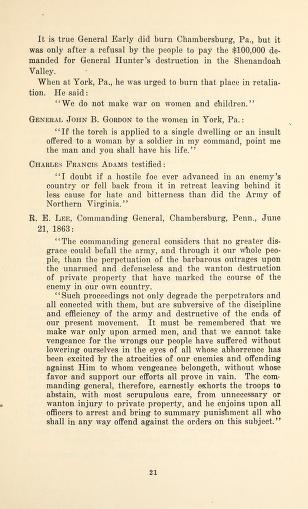 It is true General Early did burn Chambersburg, Pa., but it
was only after a refusal by the people to pay the $100,000 de-
manded for General Hunter's destruction in the Shenandoah
Valley.
When at York, Pa., he was urged to burn that place in retalia-
tion. He said:
"We do not make war on women and children."
GENERAL JOHN B. GORDON to the women in York, Pa.:
"If the torch is applied to a single dwelling or an insult
offered to a woman by a soldier in my command, point me
the man and you shall have his life."
CHARLES FRANCIS ADAMS testified:
"I doubt if a hostile foe ever advanced in an enemy's
country or fell back from it in retreat leaving behind it
less cause for hate and bitterness than did the Army of
Northern Virginia."
R. E. LEE, Commanding General, Chambersburg, Penn., June
21, 1863:
"The commanding general considers that no greater dis-
grace could befall the army, and through it our whole peo-
ple, than the perpetuation of the barbarous outrages upon
the unarmed and defenseless and the wanton destruction
of private property that have marked the course of the
enemy in our own country.
"Such proceedings not only degrade the perpetrators and
all conected with them, but are subversive of the discipline
and efficiency of the army and destructive of the ends of
our present movement. It must be remembered that we
make war only upon armed men, and that we cannot take
vengeance for the wrongs our people have suffered without
lowering ourselves in the eyes of all whose abhorrence has
been excited by the atrocities of our enemies and offending
against Him to whom vengeance belongeth, without whose
favor and support our efforts all prove in vain. The com-
manding general, therefore, earnestly exhorts the troops to
abstain, with most scrupulous care, from unnecessary or
wanton injury to private property, and he enjoins upon all
officers to arrest and bring to summary punishment all who
shall in any way offend against the orders on this subject."
21